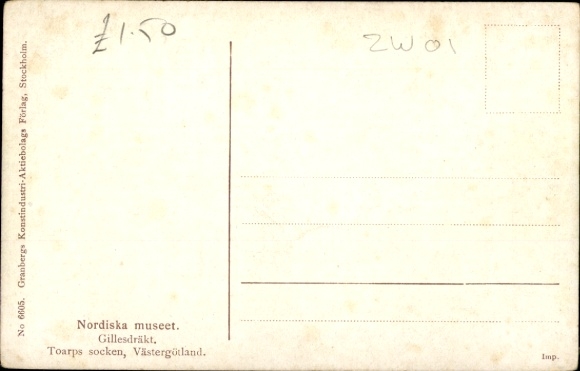 £1.50
ZW01
No 6605. Granbergs Konstindustri-Aktiebolags Förlag, Stockholm.
Nordiska museet.
Gillesdräkt.
Toarps socken, Västergötland.
Imp.